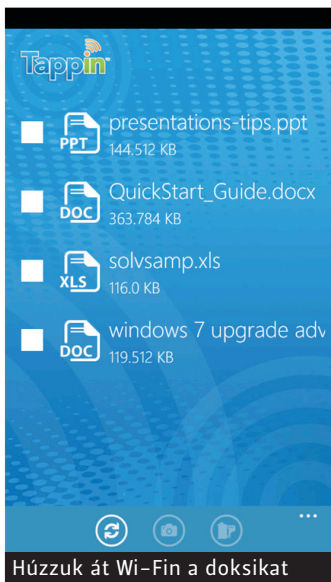 Tappin
presentations-tips.ppt
PPT
144.512 KB
QuickStart_Guide.docx
DOC
363.784 KB
solvsamp.xls
XLS
116.0 KB
windows 7 upgrade adv
DOC
119.512 KB
Húzzuk át Wi-Fin a doksikat